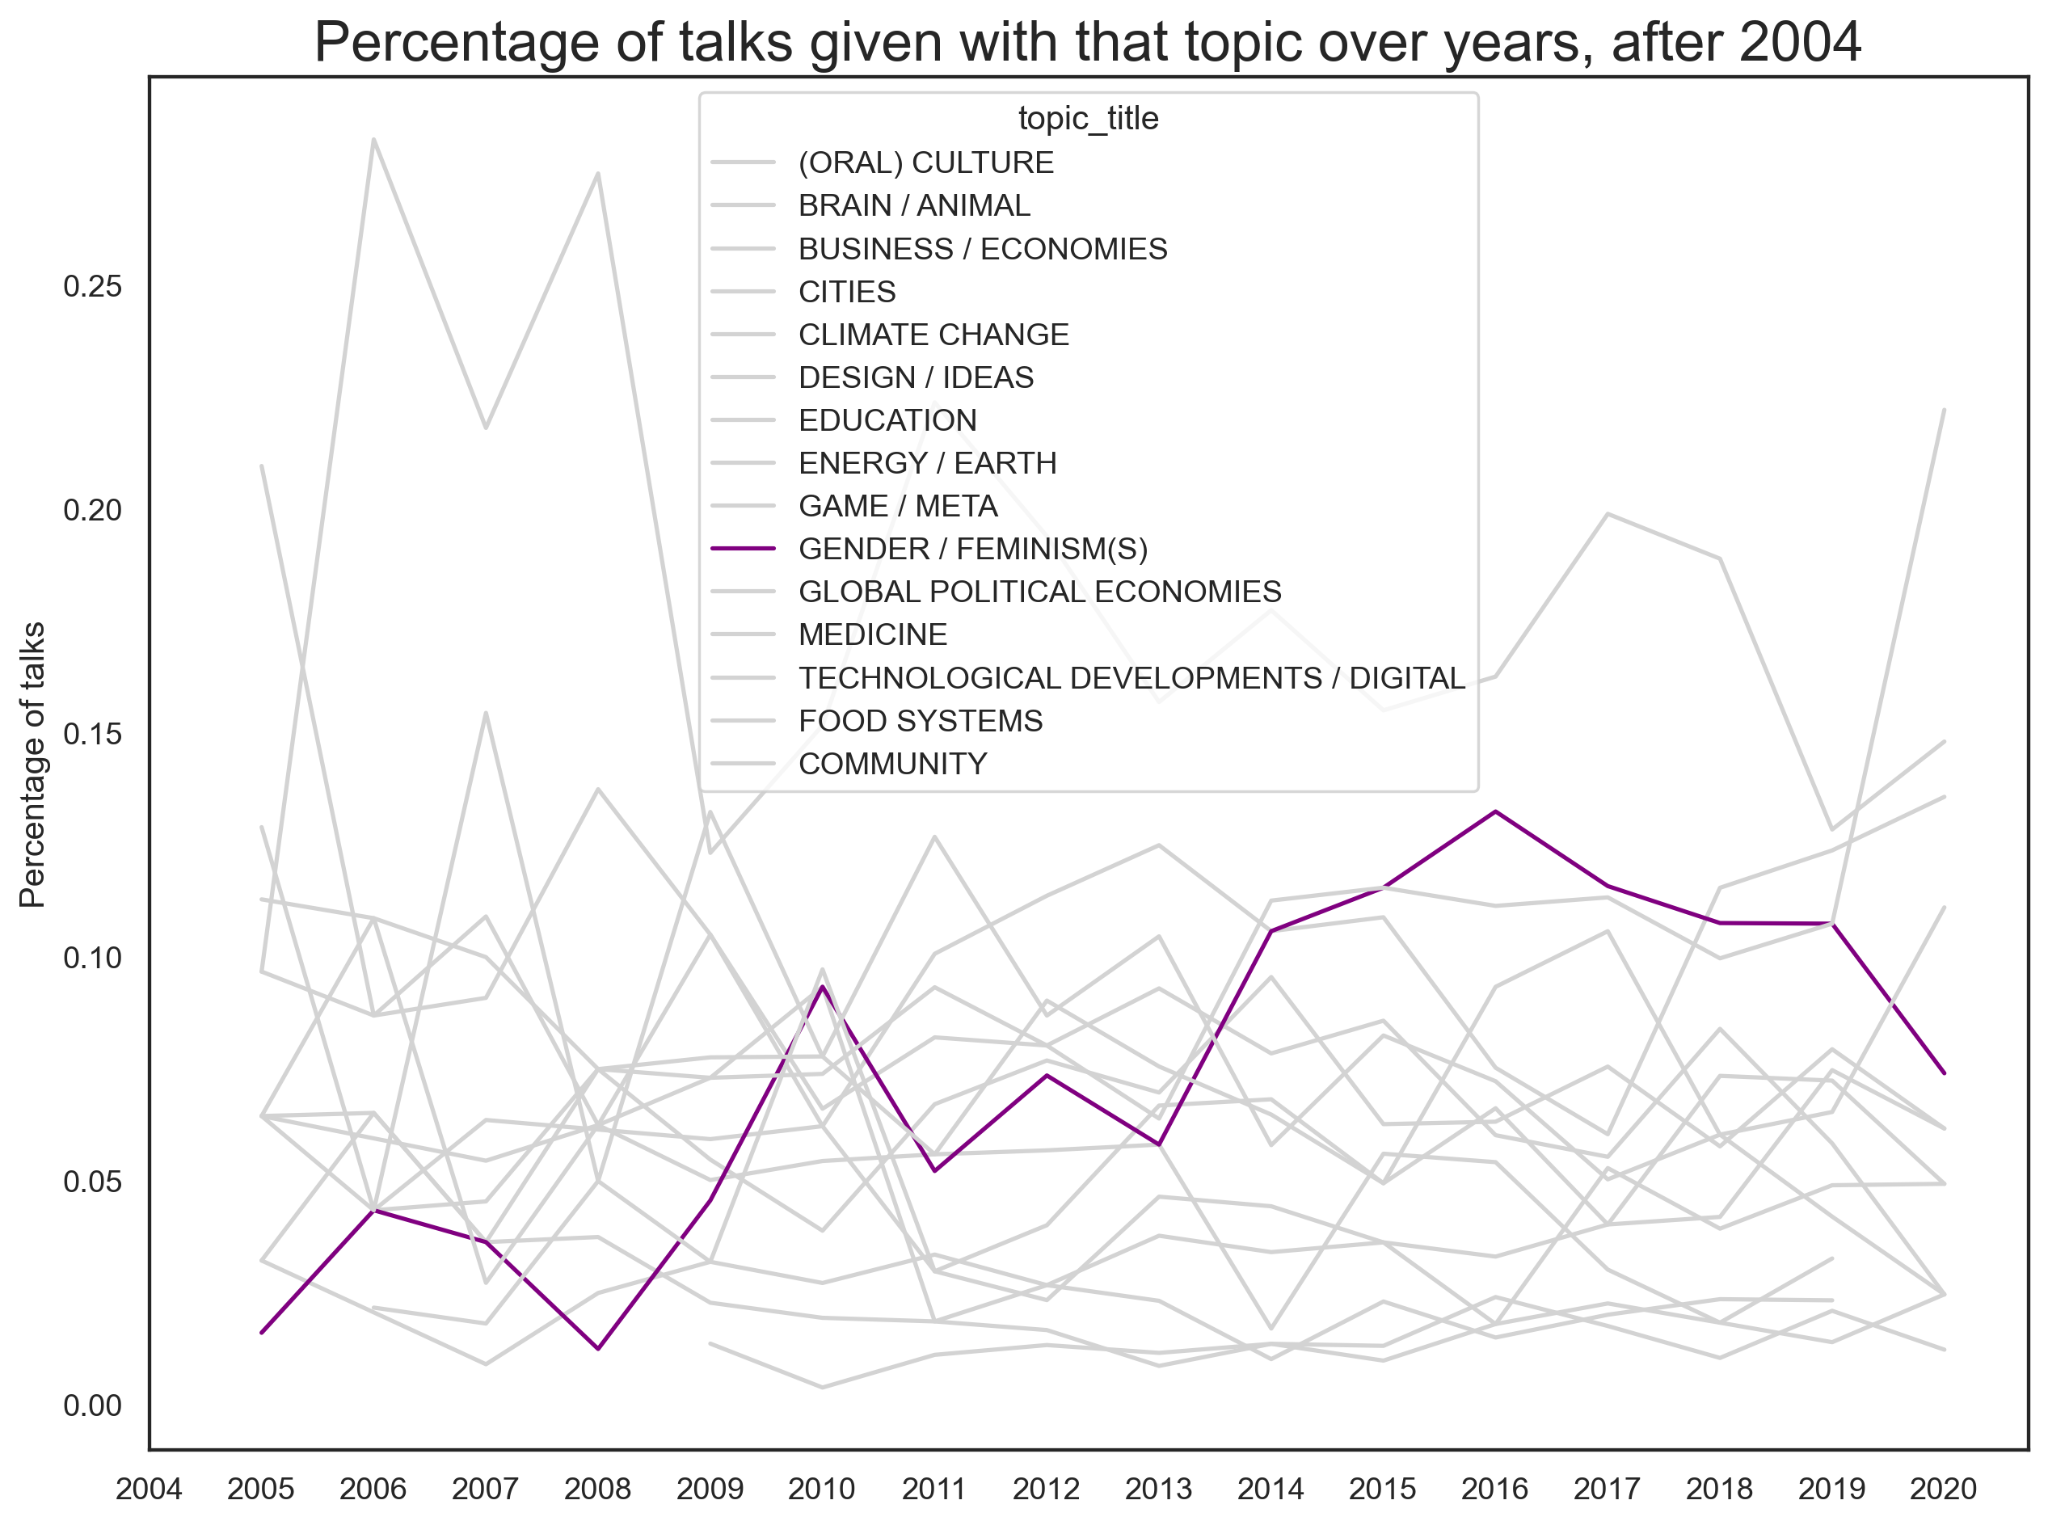 Percentage of talks given with that topic over years, after 2004
topic_title
(ORAL) CULTURE
BRAIN / ANIMAL
BUSINESS / ECONOMIES
CITIES
CLIMATE CHANGE
DESIGN / IDEAS
EDUCATION
ENERGY / EARTH
GAME / META
GENDER / FEMINISM(S)
GLOBAL POLITICAL ECONOMIES
MEDICINE
TECHNOLOGICAL DEVELOPMENTS / DIGITAL
FOOD SYSTEMS
COMMUNITY
Percentage of talks
0.25
0.20
0.15
0.10
0.05
0.00
2004 2005 2006 2007 2008 2009 2010 2011 2012 2013 2014 2015 2016 2017 2018 2019 2020